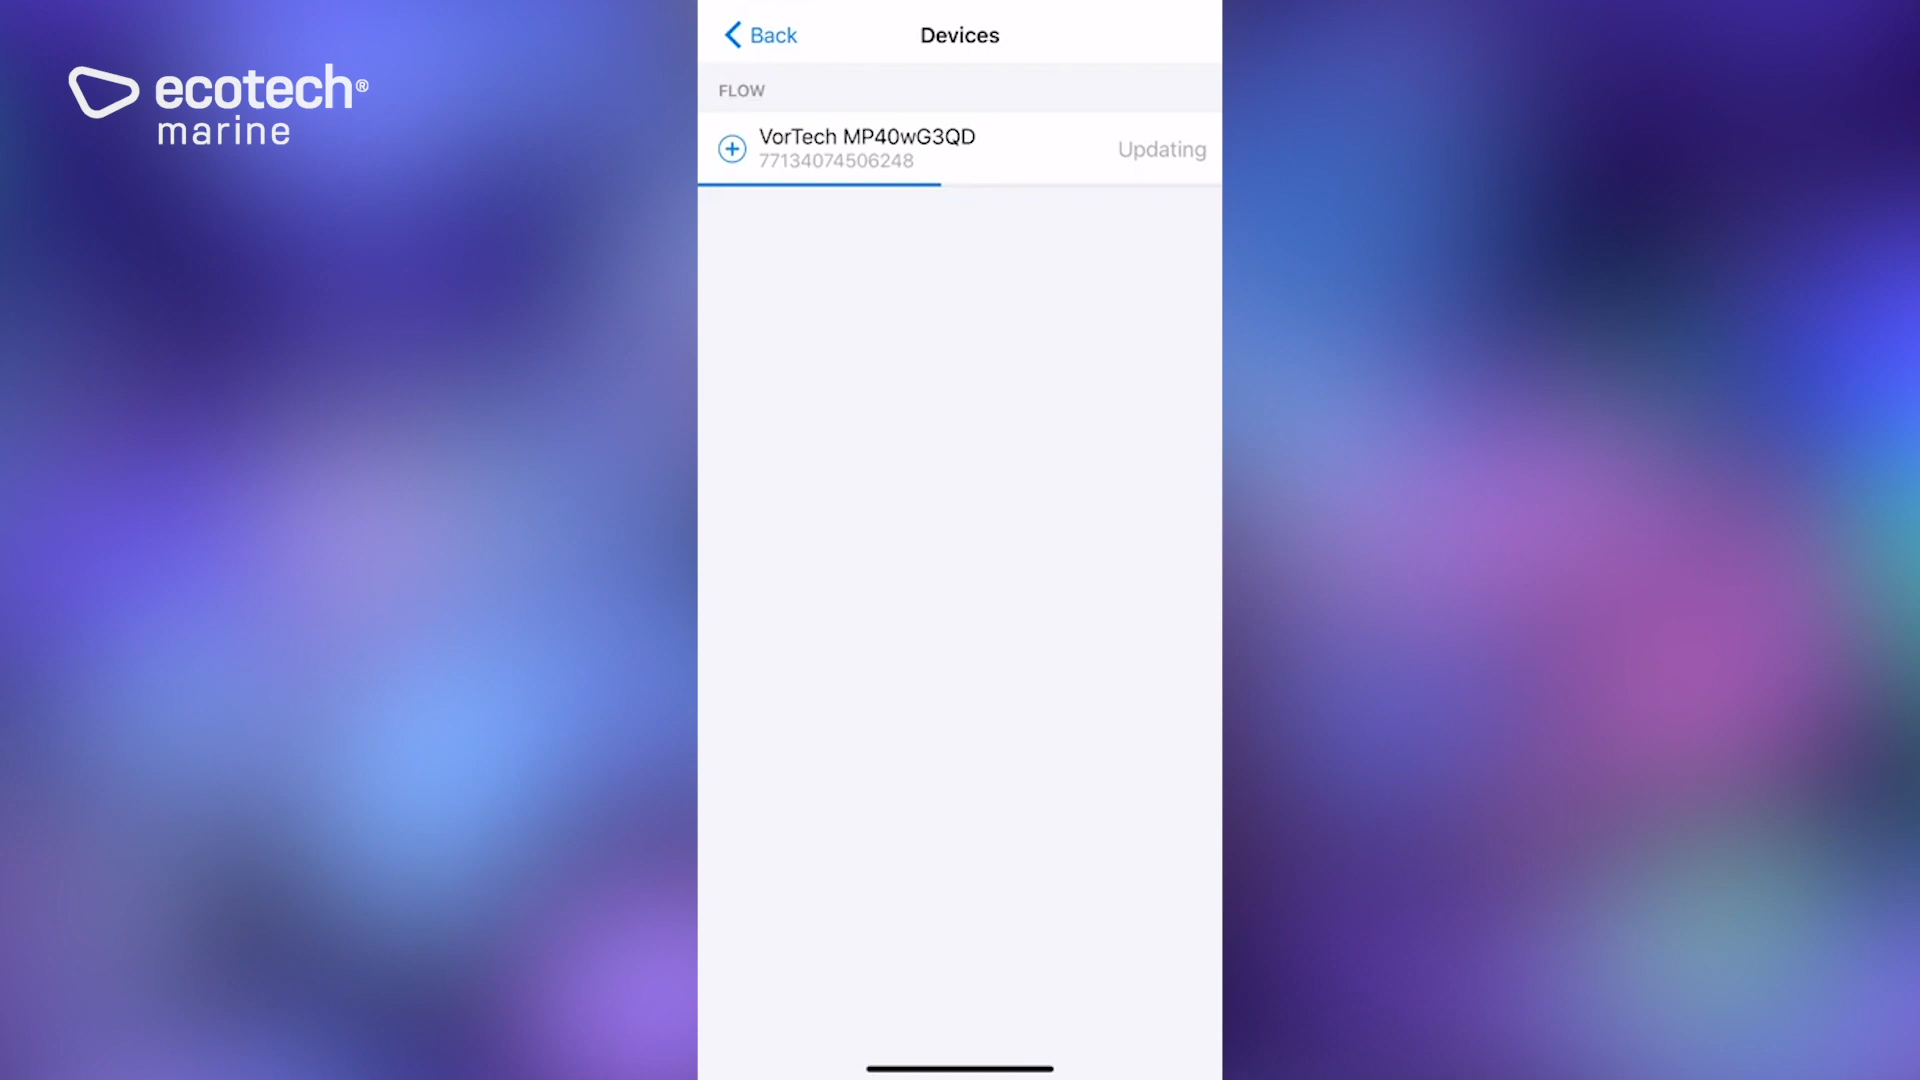 ecotech®
marine
Back
Devices
FLOW
VorTech MP40wG3QD
77134074506248
Updating